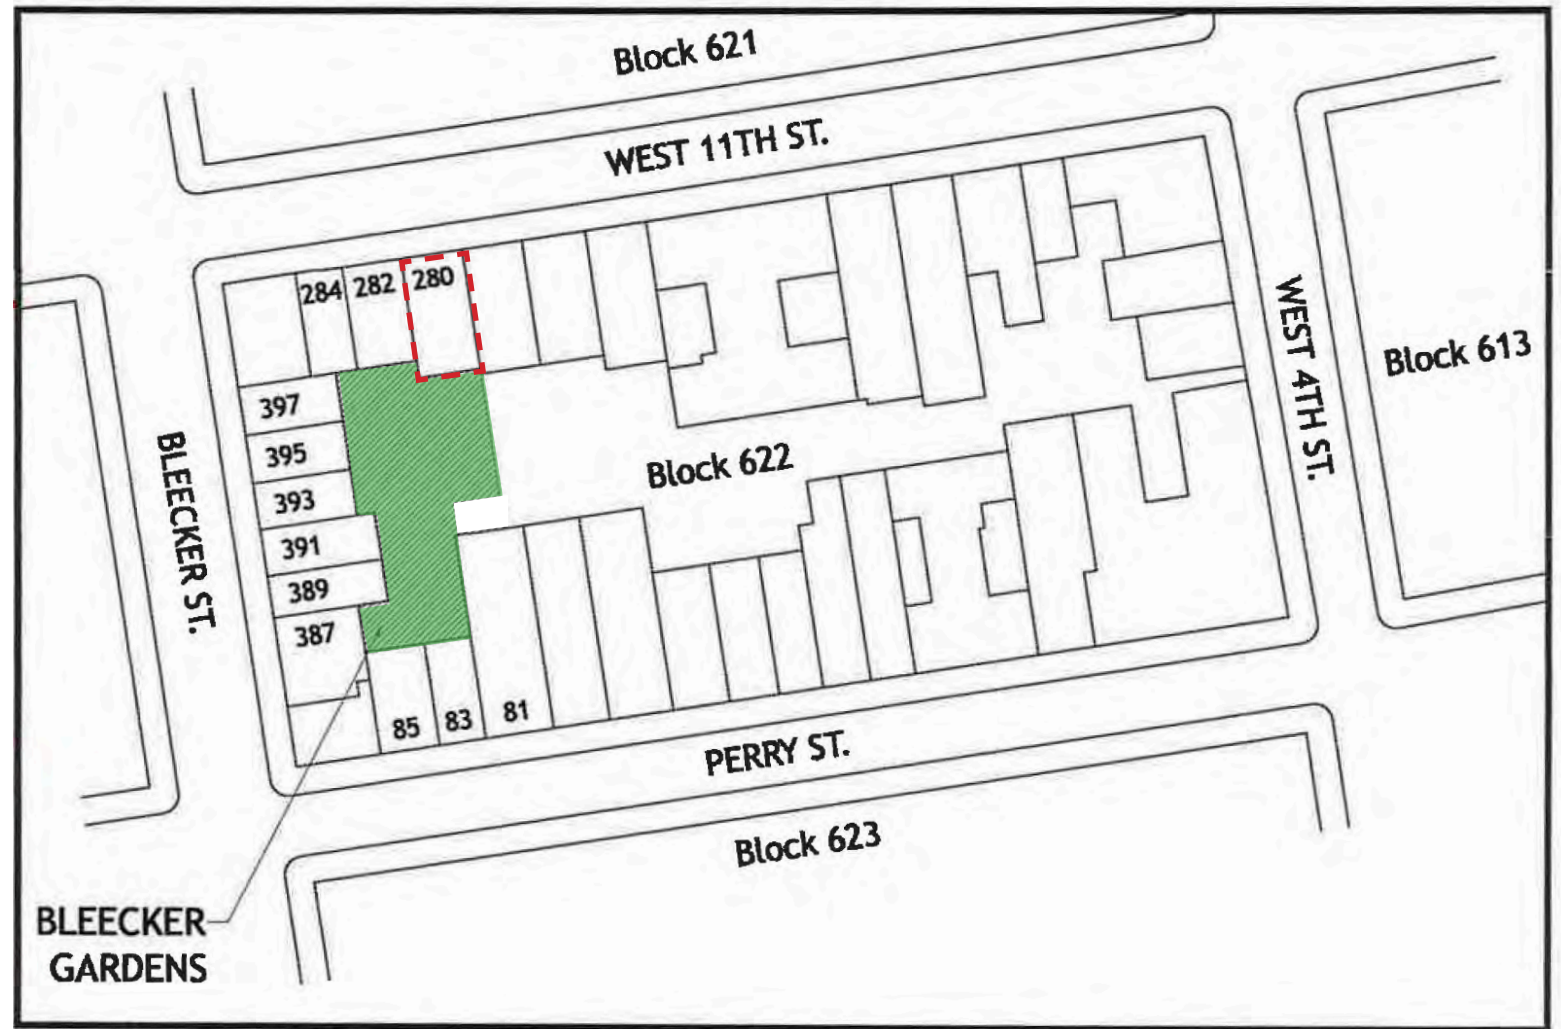 Block 621
WEST 11TH ST.
284
282
280
397
395
393
391
389
387
BLEECKER ST.
Block 622
WEST 4TH ST.
Block 613
85
83
81
PERRY ST.
Block 623
BLEECKER
GARDENS